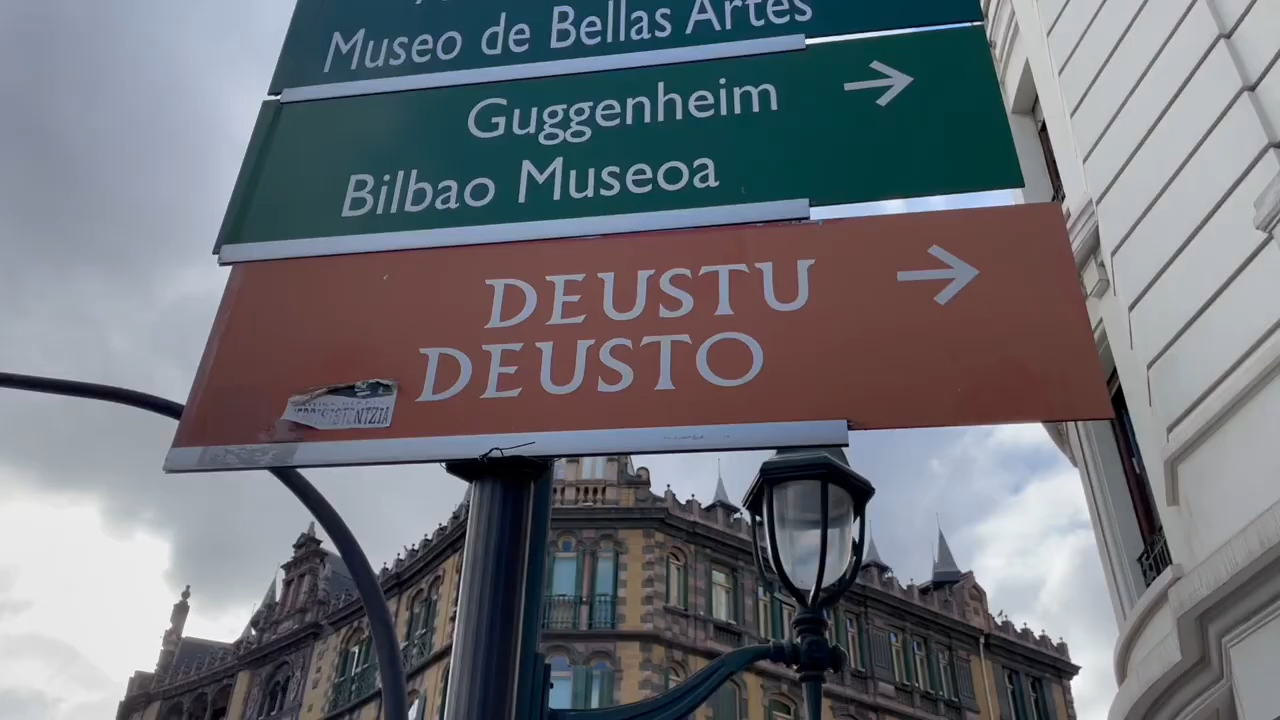 Museo de Bellas Artes
Guggenheim →
Bilbao Museoa
DEUSTU →
DEUSTO